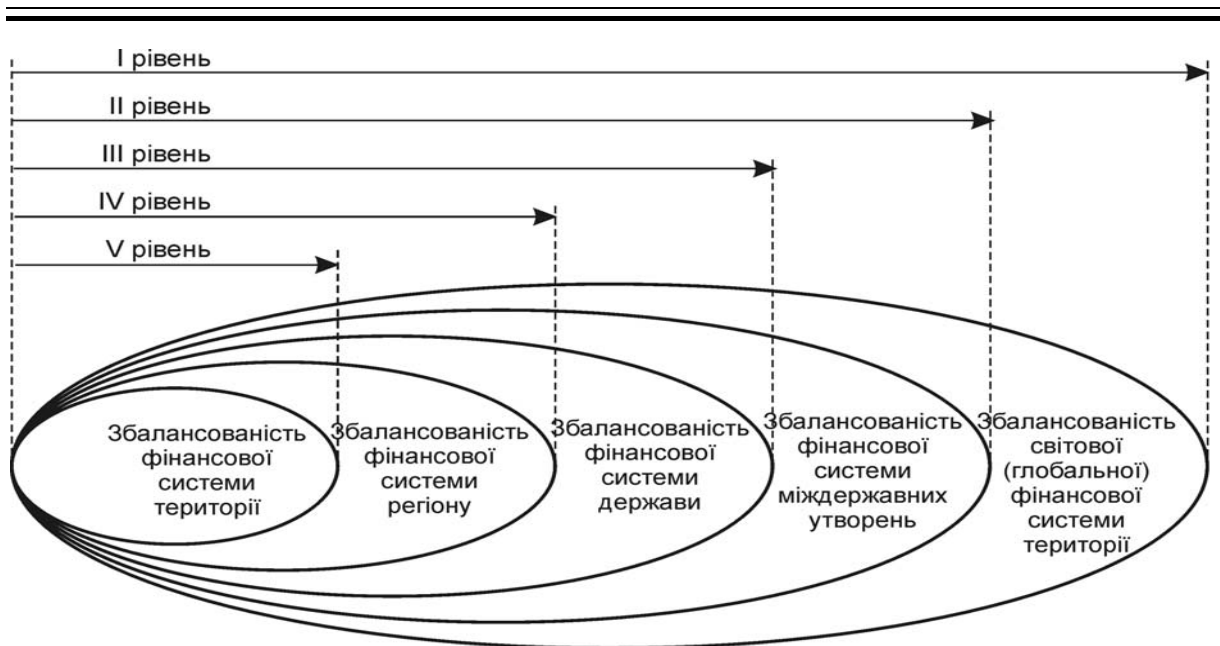 I рівень
II рівень
III рівень
IV рівень
V рівень
Збалансованість
фінансової
системи
території
Збалансованість
фінансової
системи
регіону
Збалансованість
фінансової
системи
держави
Збалансованість
фінансової
системи
міждержавних
утворень
Збалансованість
світової
(глобальної)
фінансової
системи
території